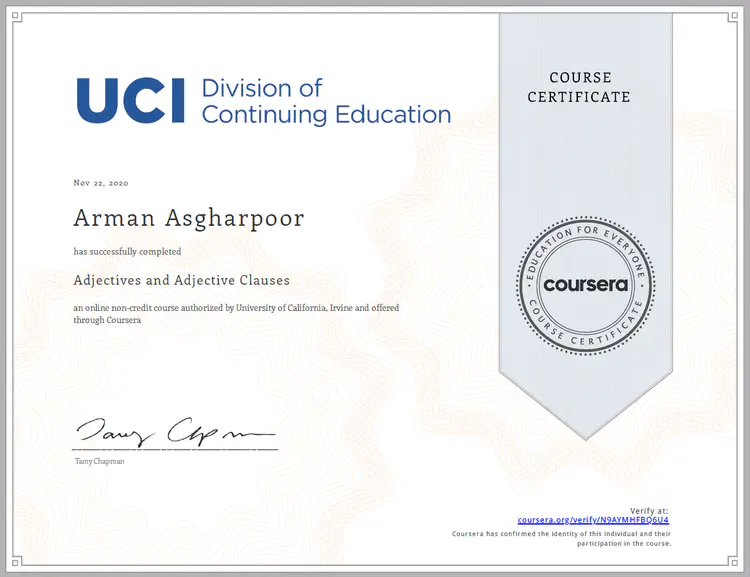 UCI Division of
Continuing Education
COURSE
CERTIFICATE
Nov 22, 2020
Arman Asgharpoor
has successfully completed
Adjectives and Adjective Clauses
an online non-credit course authorized by University of California, Irvine and offered
through Coursera
EDUCATION FOR EVERYONE
coursera
COURSE CERTIFICATE
Tamy Chapman
Tamy Chapman
Verify at:
coursera.org/verify/N9AYMHFBQ6U4
Coursera has confirmed the identity of this individual and their
participation in the course.